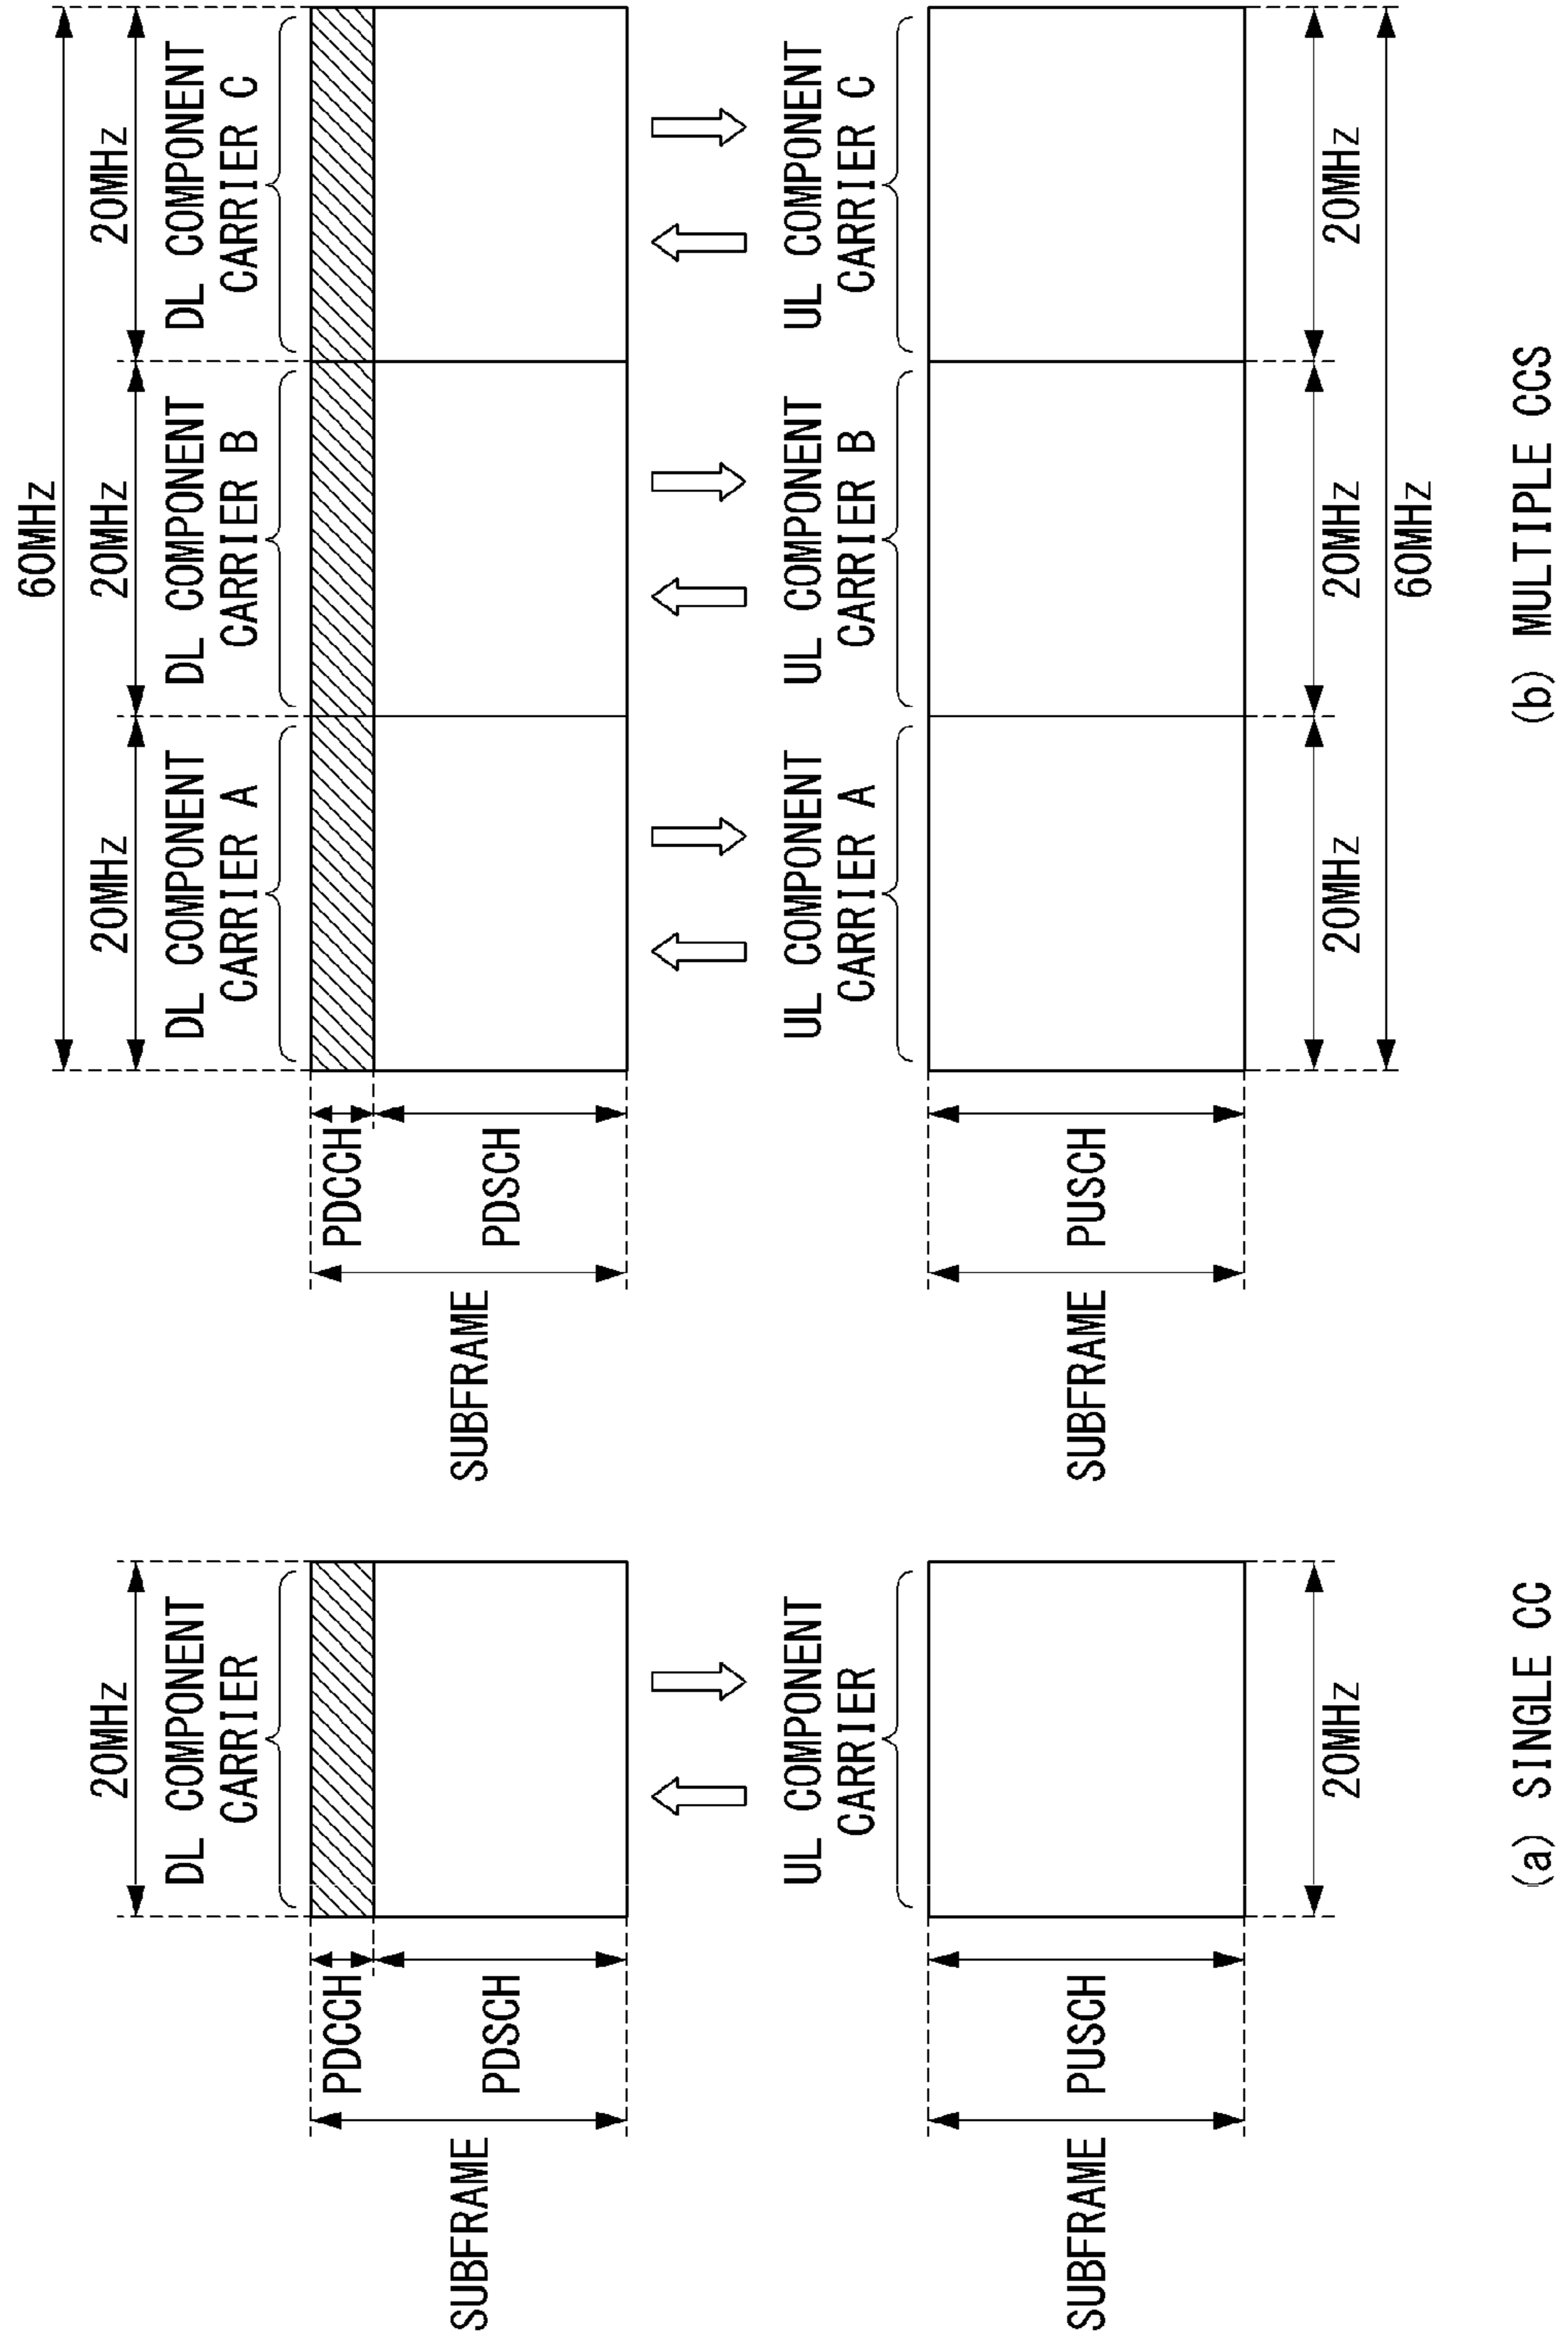 20MHz
DL COMPONENT
CARRIER
PDCCH
PDSCH
SUBFRAME
UL COMPONENT
CARRIER
PUSCH
SUBFRAME
20MHz
(a) SINGLE CC
60MHz
20MHz
20MHz
20MHz
DL COMPONENT
CARRIER A
DL COMPONENT
CARRIER B
DL COMPONENT
CARRIER C
PDCCH
PDSCH
SUBFRAME
UL COMPONENT
CARRIER A
UL COMPONENT
CARRIER B
UL COMPONENT
CARRIER C
PUSCH
SUBFRAME
20MHz
20MHz
20MHz
60MHz
(b) MULTIPLE CCS